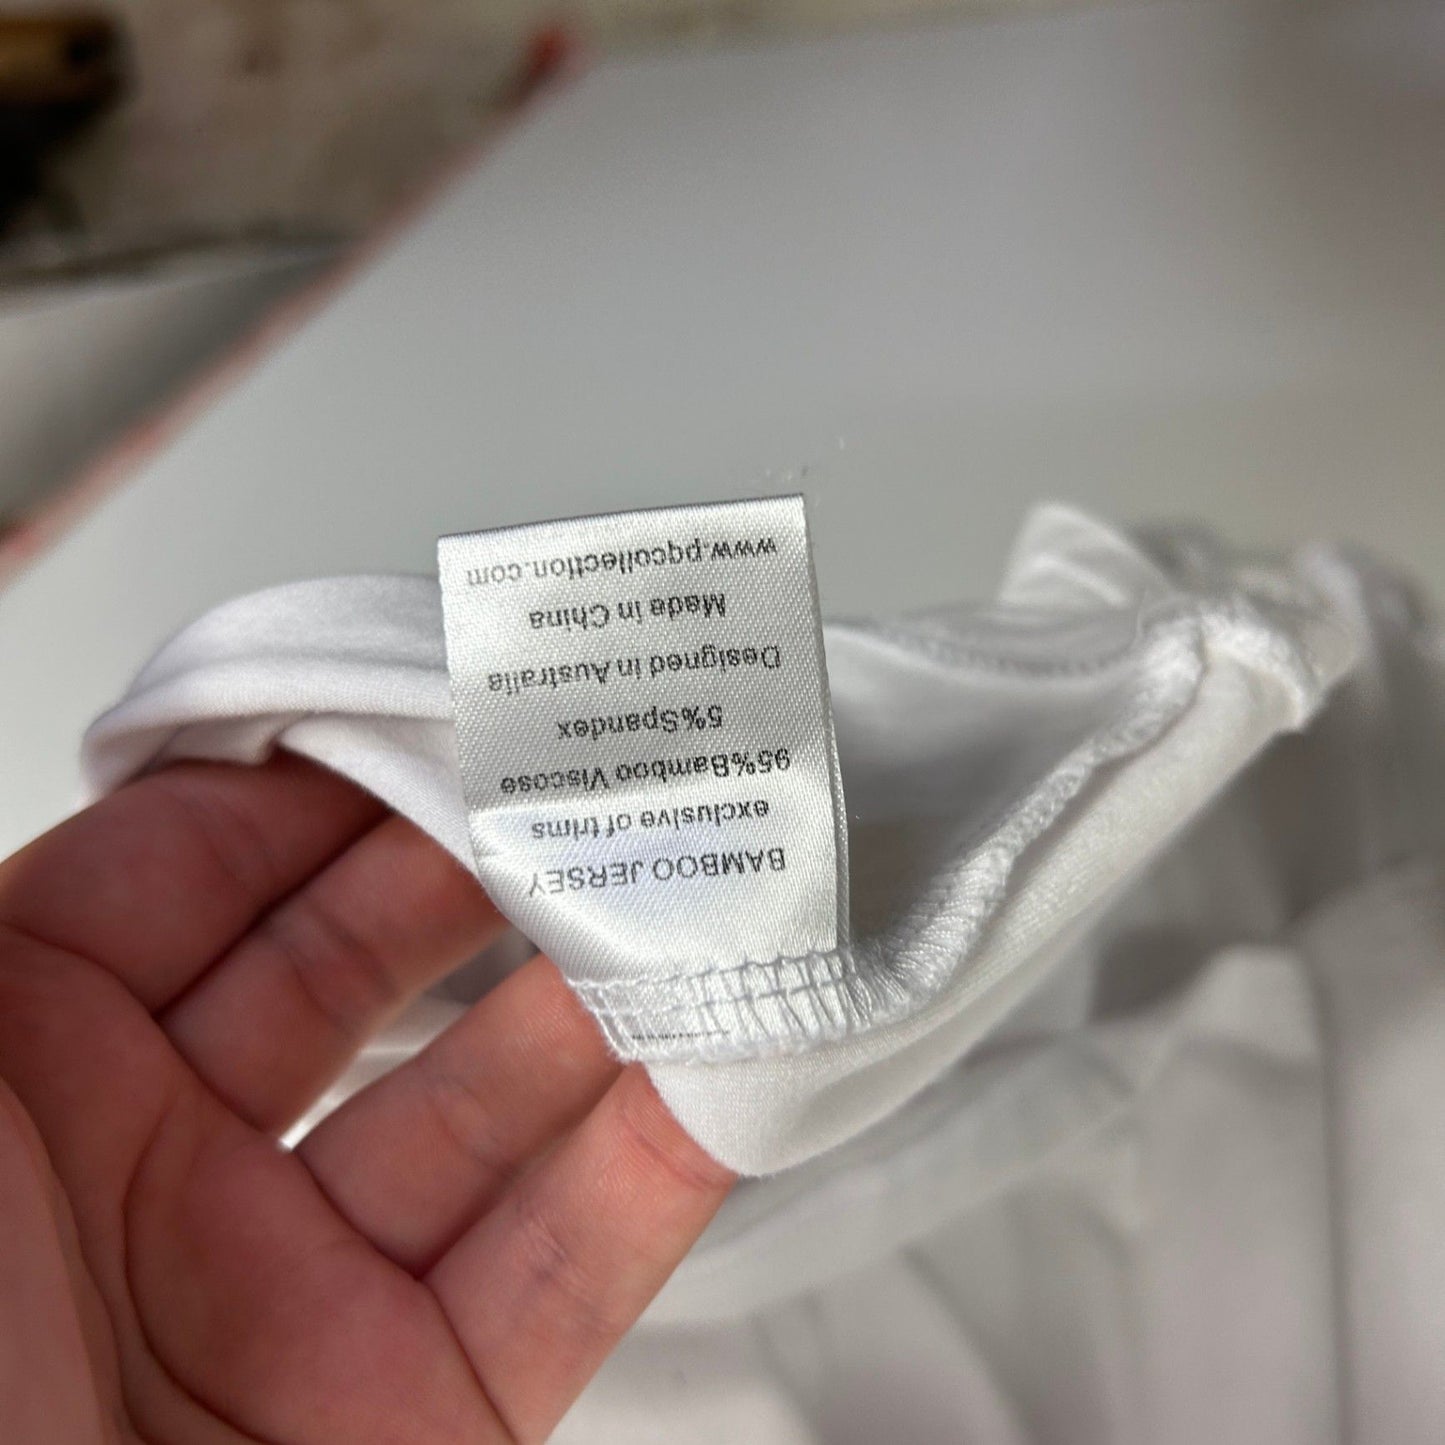 BAMBOO JERSEY
exclusive of trims
95%Bamboo Viscose
5%Spandex
Designed in Australia
Made in China
www.pqcollection.com